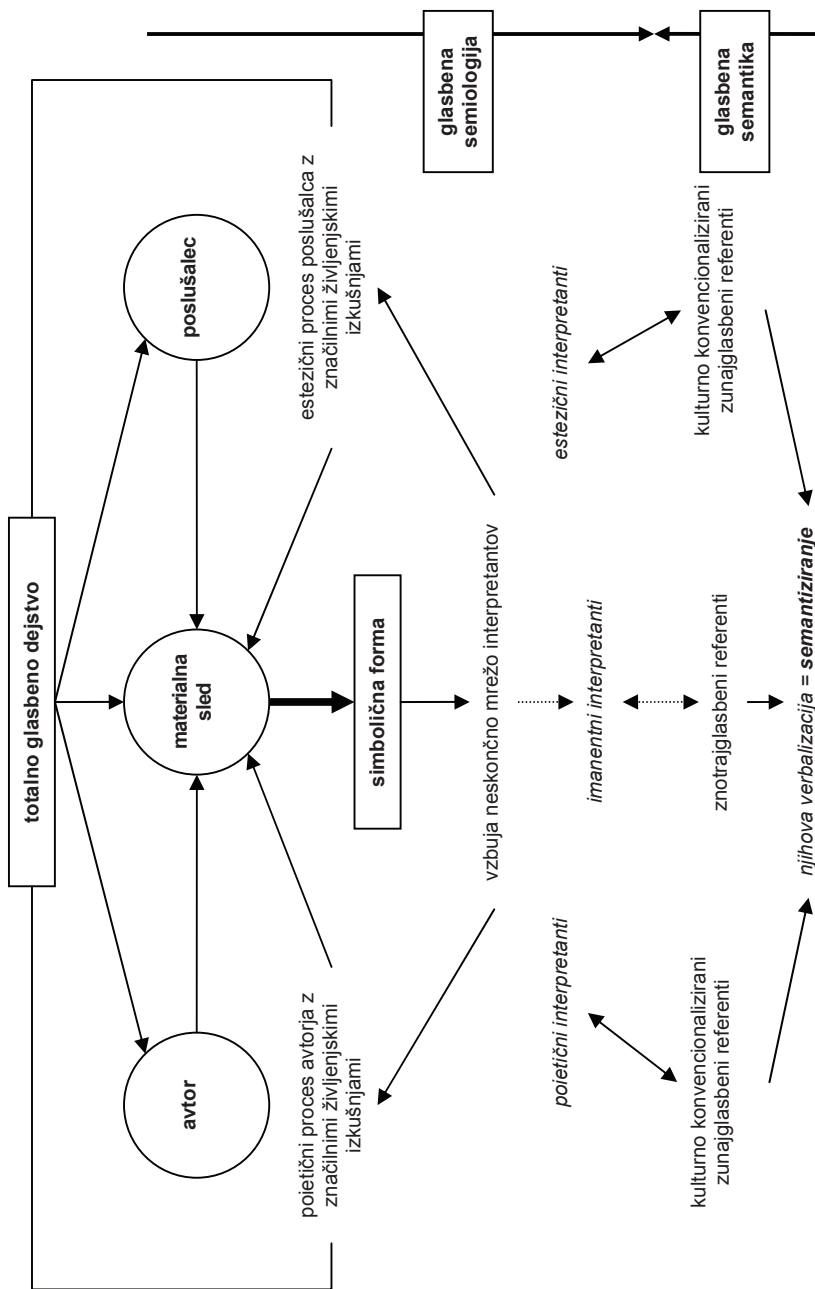 totalno glasbeno dejstvo
avtor
materialna
sled
poslušalec
poietični proces avtorja z
značilnimi življenjskimi
izkušnjami
estezični proces poslušalca z
značilnimi življenjskimi
izkušnjami
simbolična forma
glasbena
semiologija
vzbuja neskončno mrežo interpretantov
poietični interpretanti
imanentni interpretanti
estezični interpretanti
glasbena
semantika
kulturno konvencionalizirani
zunajglasbeni referenti
znotrajglasbeni referenti
kulturno konvencionalizirani
zunajglasbeni referenti
njihova verbalizacija = semantiziranje